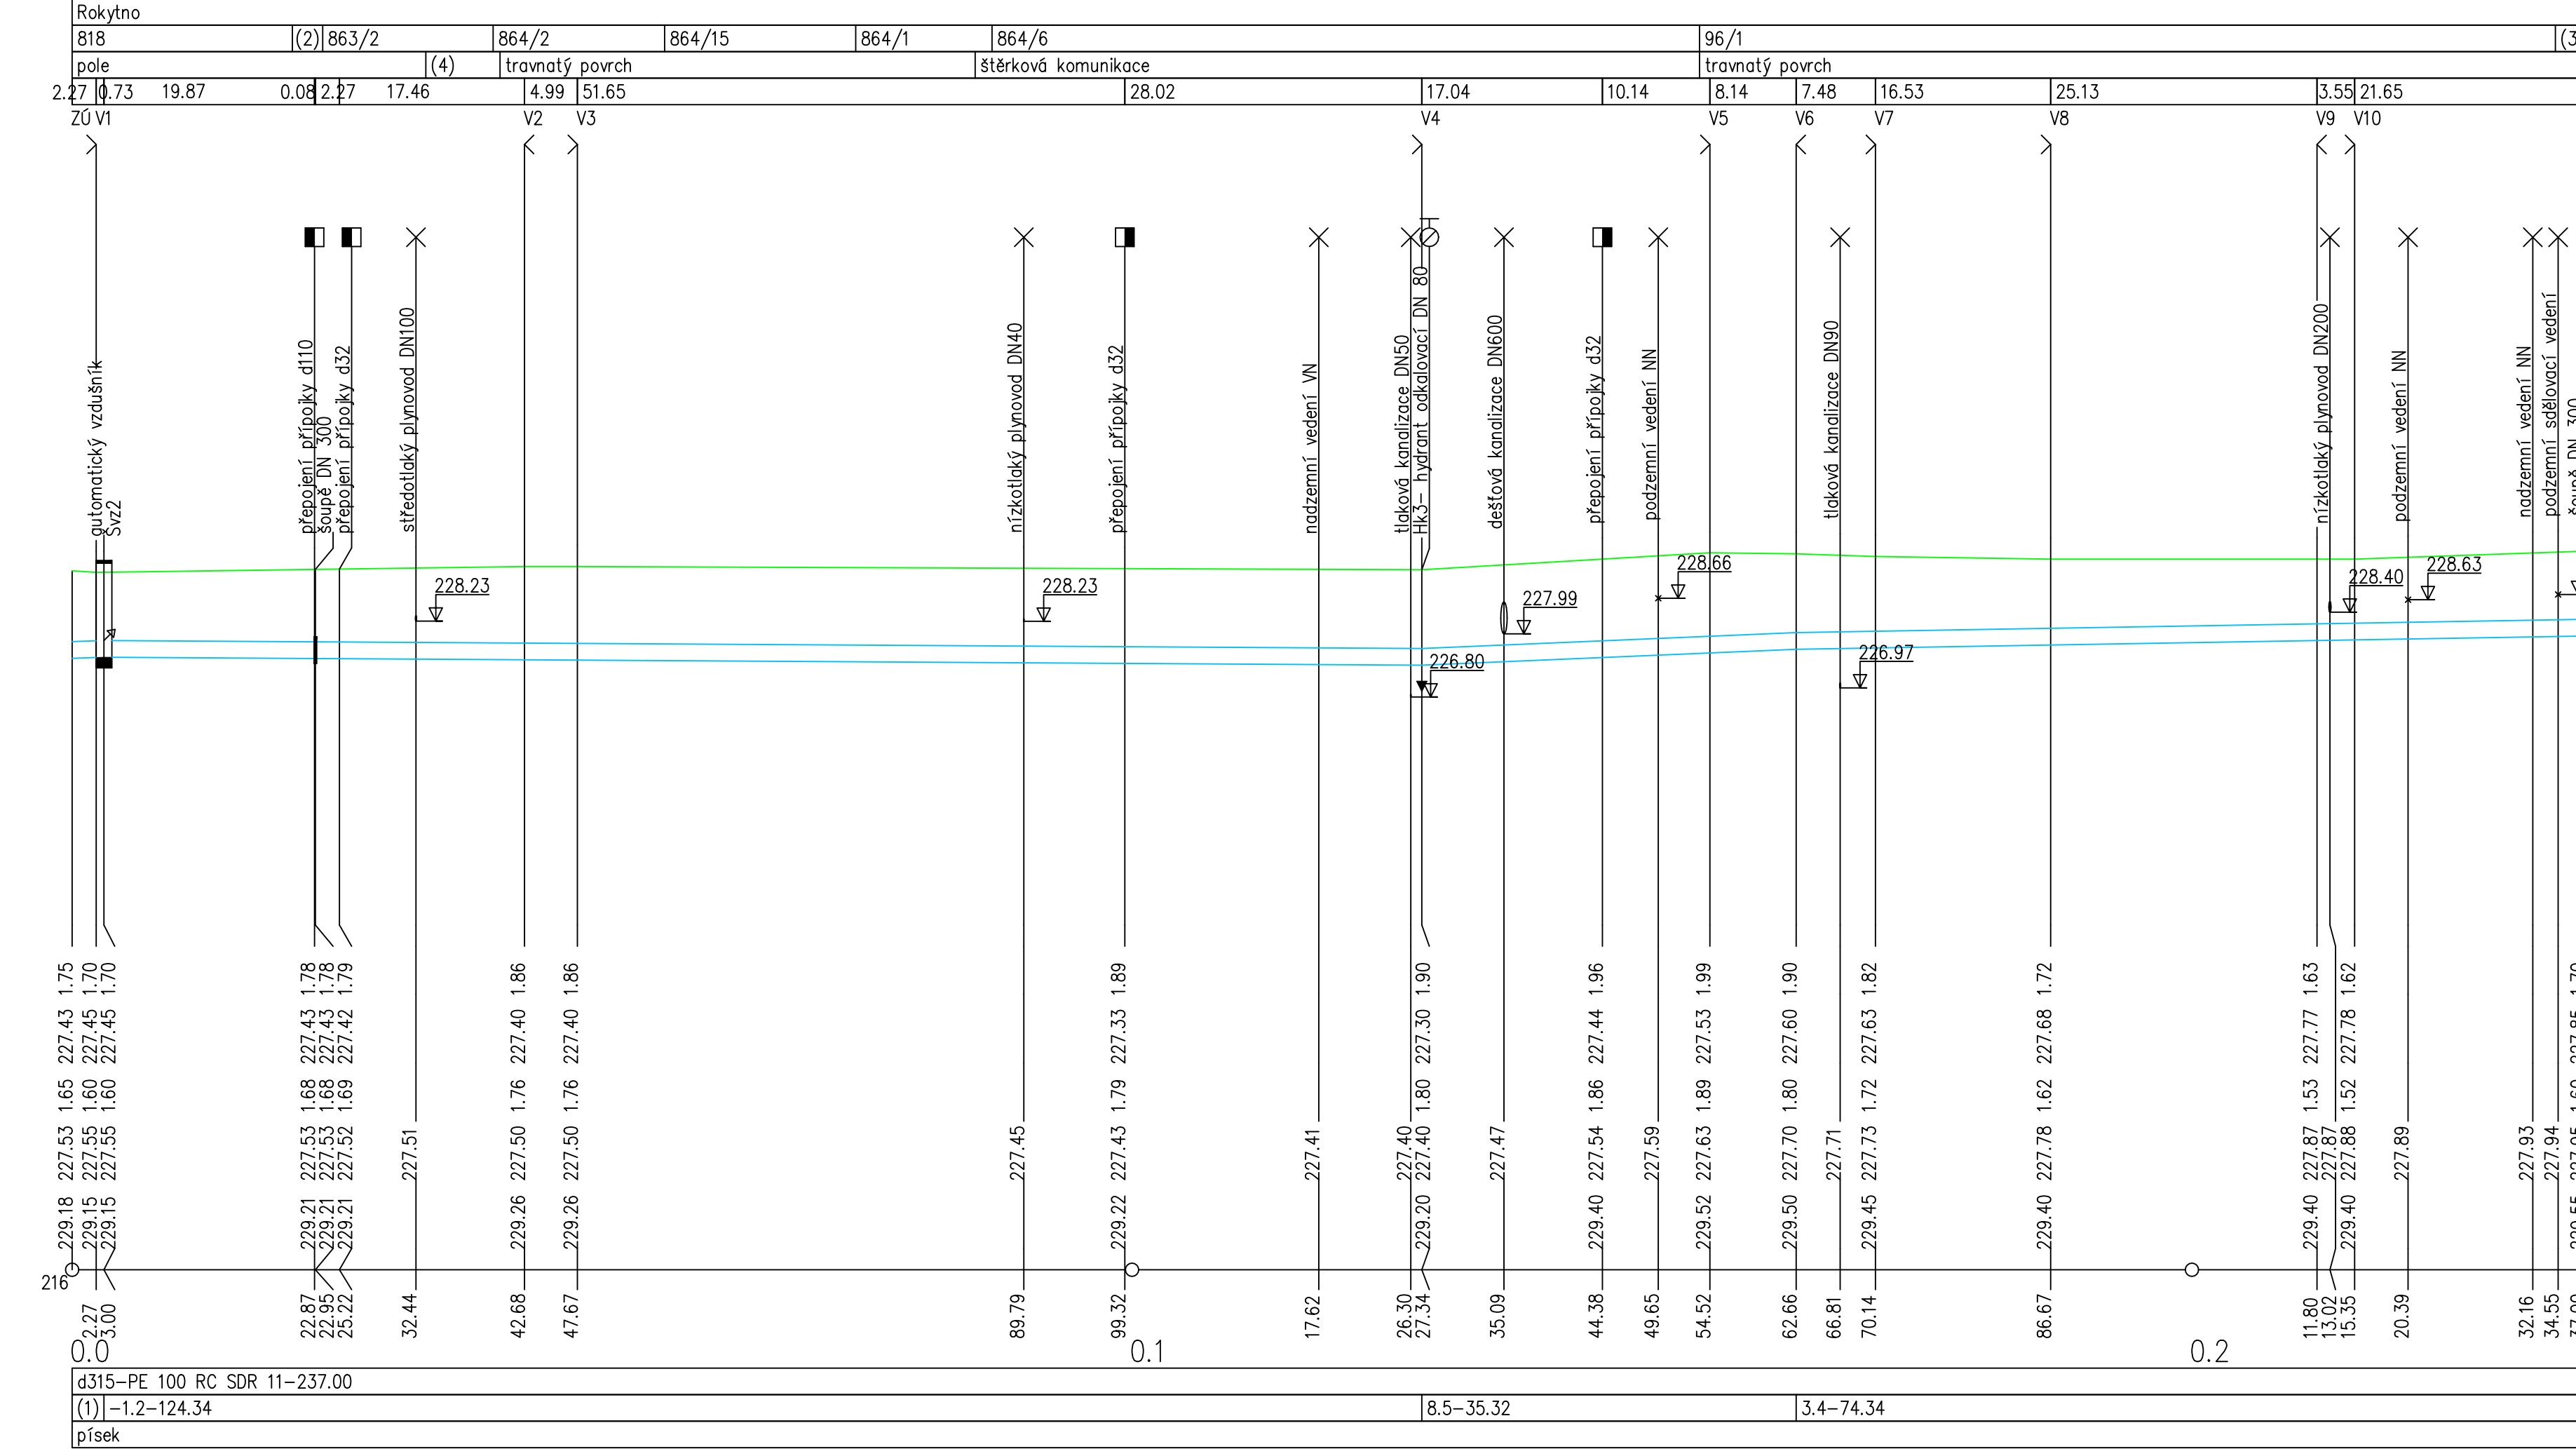 Rokytno
818 (2) 863/2 864/2 864/15 864/1 864/6 96/1
pole (4) travnatý povrch štěrková komunikace travnatý povrch
2.27 0.73 19.87 0.08 2.27 17.46 4.99 51.65 28.02 17.04 10.14 8.14 7.48 16.53 25.13 3.55 21.65
ZÚ V1 V2 V3 V4 V5 V6 V7 V8 V9 V10
automatický vzdušník
Švz2
přepojení přípojky d110
šoupě DN 300
přepojení přípojky d32
středotlaký plynovod DN100
nízkotlaký plynovod DN40
přepojení přípojky d32
nadzemní vedení VN
tlaková kanalizace DN50
Hk3- hydrant odkalovací DN 80
dešťová kanalizace DN600
přepojení přípojky d32
podzemní vedení NN
tlaková kanalizace DN90
nízkotlaký plynovod DN200
podzemní vedení NN
nadzemní vedení NN
podzemní sdělovací vedení
šoupě DN 300
228.23
228.23
226.80
227.99
228.66
226.97
228.40
228.63
229.18 227.53 1.65 227.43 1.75
229.15 227.55 1.60 227.45 1.70
229.15 227.55 1.60 227.45 1.70
229.21 227.53 1.68 227.43 1.78
229.21 227.53 1.68 227.43 1.78
229.21 227.52 1.69 227.42 1.79
227.51
229.26 227.50 1.76 227.40 1.86
229.26 227.50 1.76 227.40 1.86
227.45
229.22 227.43 1.79 227.33 1.89
227.41
227.40
229.20 227.40 1.80 227.30 1.90
227.47
229.40 227.54 1.86 227.44 1.96
227.59
229.52 227.63 1.89 227.53 1.99
229.50 227.70 1.80 227.60 1.90
227.71
229.45 227.73 1.72 227.63 1.82
229.40 227.78 1.62 227.68 1.72
229.40 227.87 1.53 227.77 1.63
227.87
229.40 227.88 1.52 227.78 1.62
227.89
227.93
227.94
216
2.27 3.00 22.87 22.95 25.22 32.44 42.68 47.67 89.79 99.32 17.62 26.30 27.34 35.09 44.38 49.65 54.52 62.66 66.81 70.14 86.67 11.80 13.02 15.35 20.39 32.16 34.55
0.0 0.1 0.2
d315-PE 100 RC SDR 11-237.00
(1) -1.2-124.34 8.5-35.32 3.4-74.34
písek